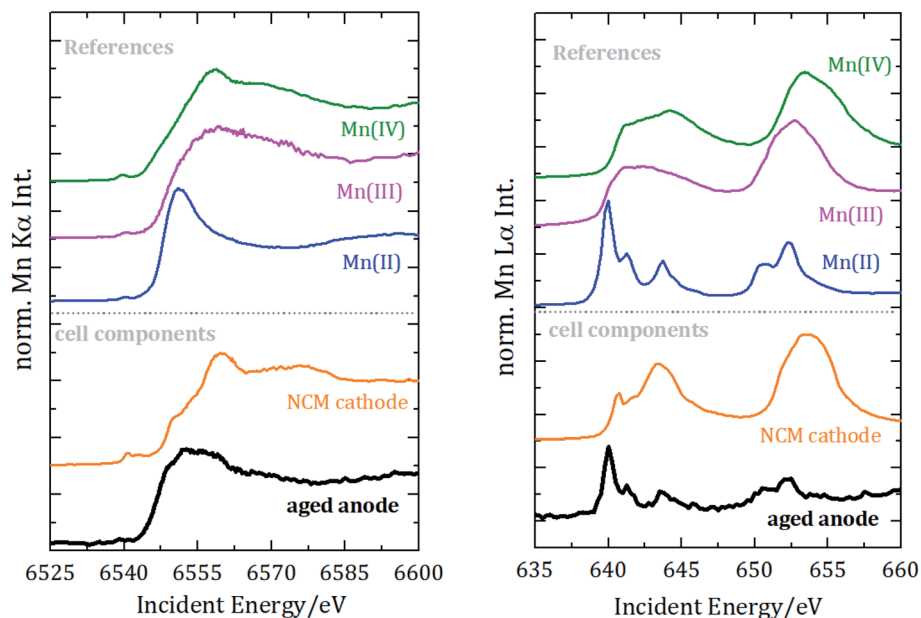 References
Mn(IV)
Mn(III)
Mn(II)
cell components
NCM cathode
aged anode
norm. Mn Kα Int.
6525 6540 6555 6570 6585 6600
Incident Energy/eV
References
Mn(IV)
Mn(III)
Mn(II)
cell components
NCM cathode
aged anode
norm. Mn Lα Int.
635 640 645 650 655 660
Incident Energy/eV